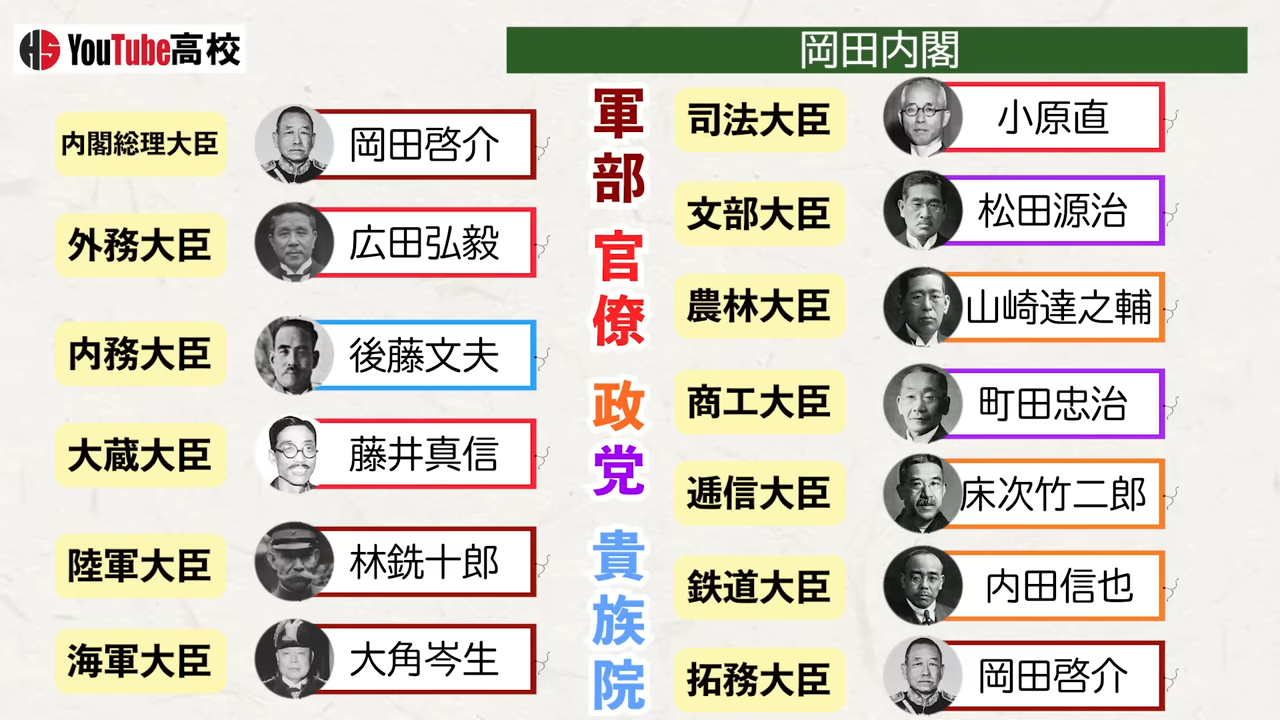 HS YouTube高校
岡田内閣
内閣総理大臣 岡田啓介
外務大臣 広田弘毅
内務大臣 後藤文夫
大蔵大臣 藤井真信
陸軍大臣 林銑十郎
海軍大臣 大角岑生
軍部
官僚
政党
貴族院
司法大臣 小原直
文部大臣 松田源治
農林大臣 山崎達之輔
商工大臣 町田忠治
逓信大臣 床次竹二郎
鉄道大臣 内田信也
拓務大臣 岡田啓介